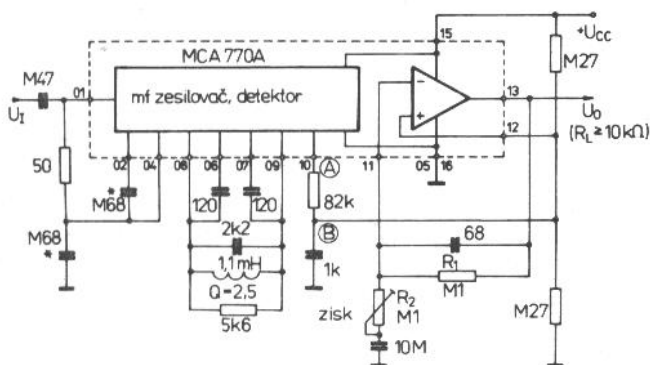 +UCC
15
MCA 770A
M27
M47
01
mf zesilovač, detektor
−
+
13
12
UI
UO
(RL ≥ 10kΩ)
50
02
04
08
06
07
09
10
A
11
05
16
*
M68
120
120
82k
M68
*
2k2
B
68
1,1mH
1k
R1
M1
Q=2,5
5k6
zisk
R2
M1
M27
10M